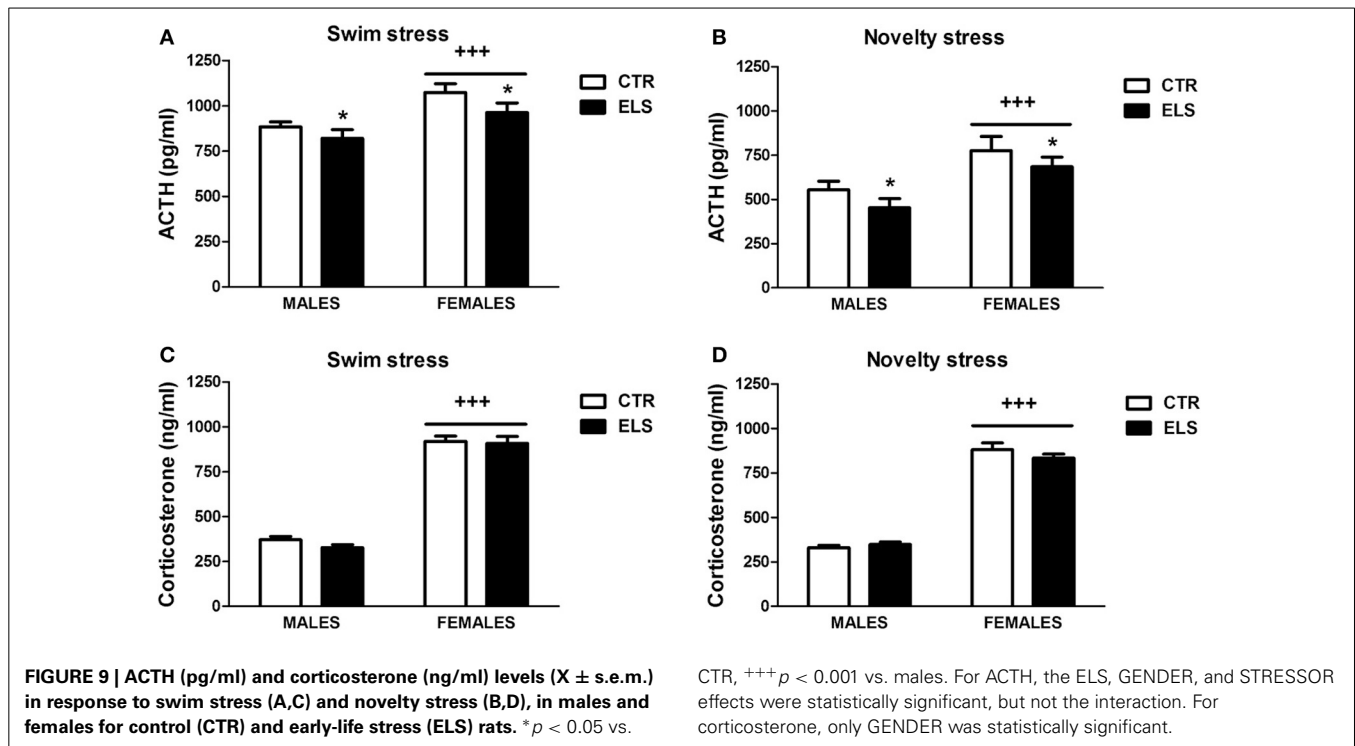 A
Swim stress
+++
1250
1000
750
500
250
0
ACTH (pg/ml)
*
*
MALES
FEMALES
CTR
ELS
B
Novelty stress
+++
1250
1000
750
500
250
0
ACTH (pg/ml)
*
*
MALES
FEMALES
CTR
ELS
C
Swim stress
+++
1250
1000
750
500
250
0
Corticosterone (ng/ml)
MALES
FEMALES
CTR
ELS
D
Novelty stress
+++
1250
1000
750
500
250
0
Corticosterone (ng/ml)
MALES
FEMALES
CTR
ELS
FIGURE 9 | ACTH (pg/ml) and corticosterone (ng/ml) levels (X ± s.e.m.)
in response to swim stress (A,C) and novelty stress (B,D), in males and
females for control (CTR) and early-life stress (ELS) rats. *p < 0.05 vs.
CTR, +++p < 0.001 vs. males. For ACTH, the ELS, GENDER, and STRESSOR
effects were statistically significant, but not the interaction. For
corticosterone, only GENDER was statistically significant.